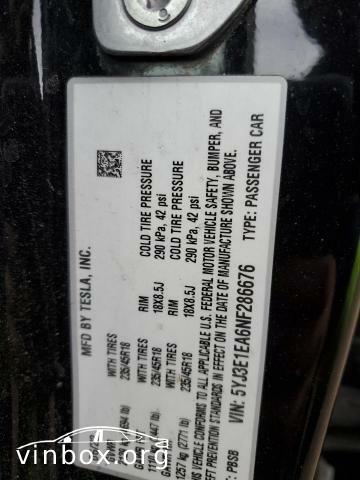 MFD BY TESLA, INC.
WITH TIRES
235/45R18
RIM
18X8.5J
COLD TIRE PRESSURE
290 kPa, 42 psi
WITH TIRES
235/45R18
RIM
18X8.5J
COLD TIRE PRESSURE
290 kPa, 42 psi
1257 kg (2771 lb)
VEHICLE CONFORMS TO ALL APPLICABLE U.S. FEDERAL MOTOR VEHICLE SAFETY, BUMPER, AND
THEFT PREVENTION STANDARDS IN EFFECT ON THE DATE OF MANUFACTURE SHOWN ABOVE.
VIN: 5YJ3E1EA6NF286676
TYPE: PASSENGER CAR
PBSB
vinbox.org
vinbox.org